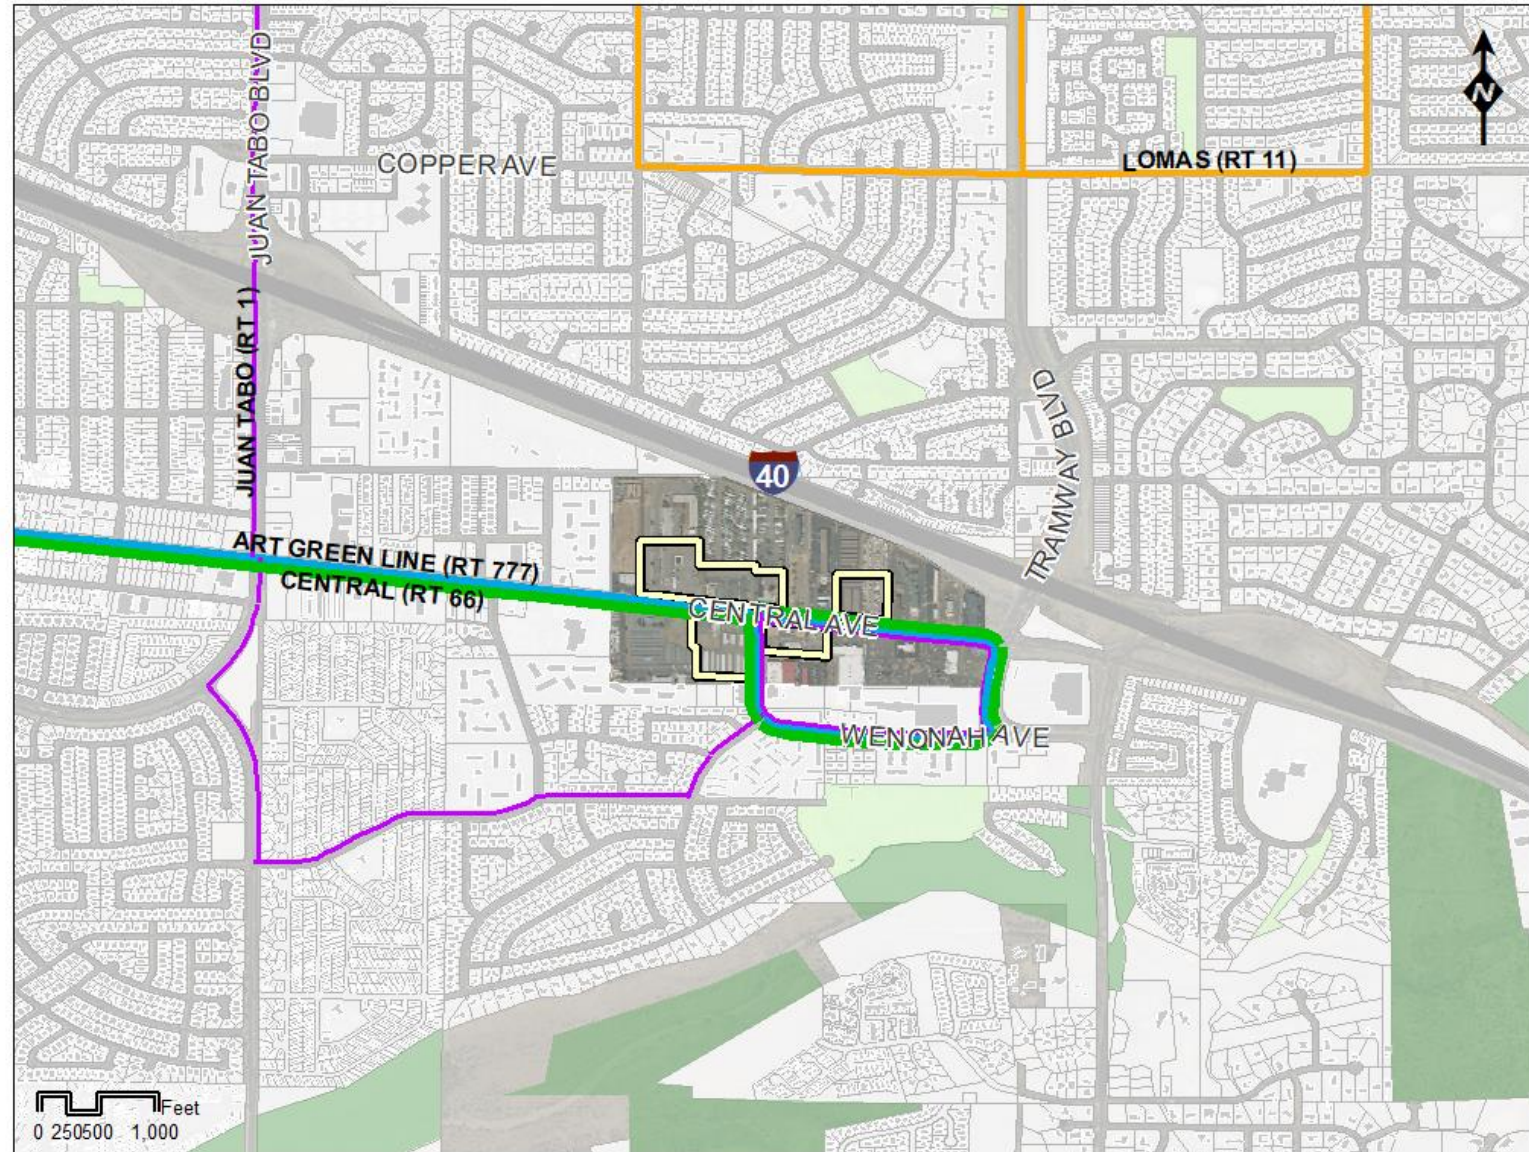 JUAN TABO BLVD
N
COPPER AVE
LOMAS (RT 11)
JUAN TABO (RT 1)
TRAMWAY BLVD
40
ART GREEN LINE (RT 777)
CENTRAL (RT 66)
CENTRAL AVE
WENONAH AVE
Feet
0 250500 1,000